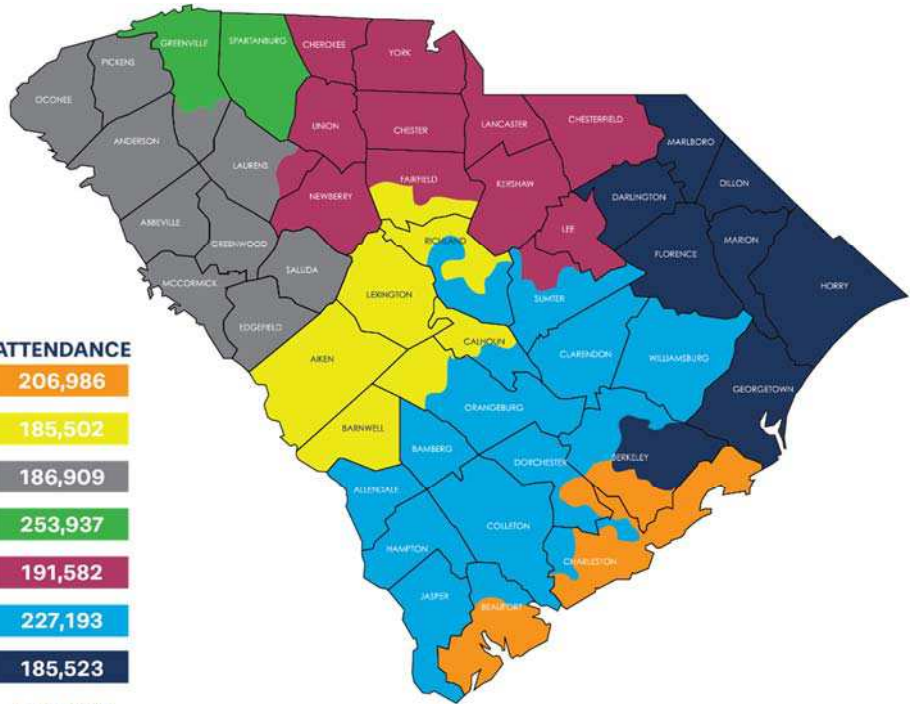 GREENVILLE
SPARTANBURG
CHEROKEE
YORK
PICKENS
OCONEE
ANDERSON
UNION
CHESTER
LANCASTER
CHESTERFIELD
MARLBORO
LAURENS
DILLON
NEWBERRY
FAIRFIELD
KERSHAW
DARLINGTON
ABBEVILLE
GREENWOOD
RICHLAND
LEE
MARION
FLORENCE
SALUDA
MCCORMICK
LEXINGTON
SUMTER
HORRY
EDGEFIELD
CALHOUN
AIKEN
CLARENDON
WILLIAMSBURG
GEORGETOWN
ORANGEBURG
BARNWELL
BAMBERG
DORCHESTER
BERKELEY
ALLENDALE
COLLETON
HAMPTON
CHARLESTON
JASPER
BEAUFORT
ATTENDANCE
206,986
185,502
186,909
253,937
191,582
227,193
185,523